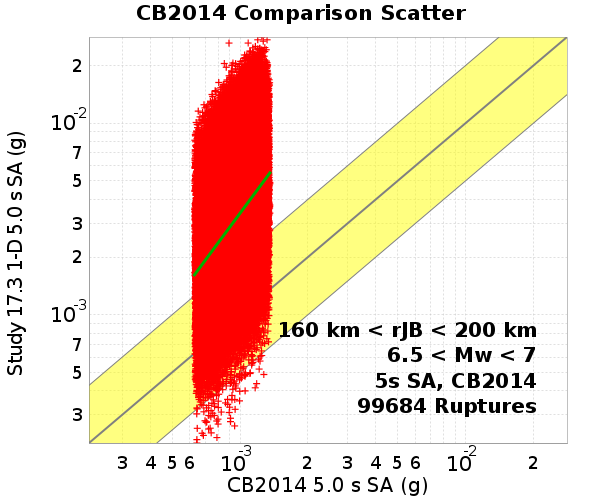 CB2014 Comparison Scatter
Study 17.3 1-D 5.0 s SA (g)
2
10-2
7
5
3
2
10-3
7
5
3
160 km < rJB < 200 km
6.5 < Mw < 7
5s SA, CB2014
99684 Ruptures
3 4 5 6 10-3 2 3 4 5 6 10-2 2
CB2014 5.0 s SA (g)